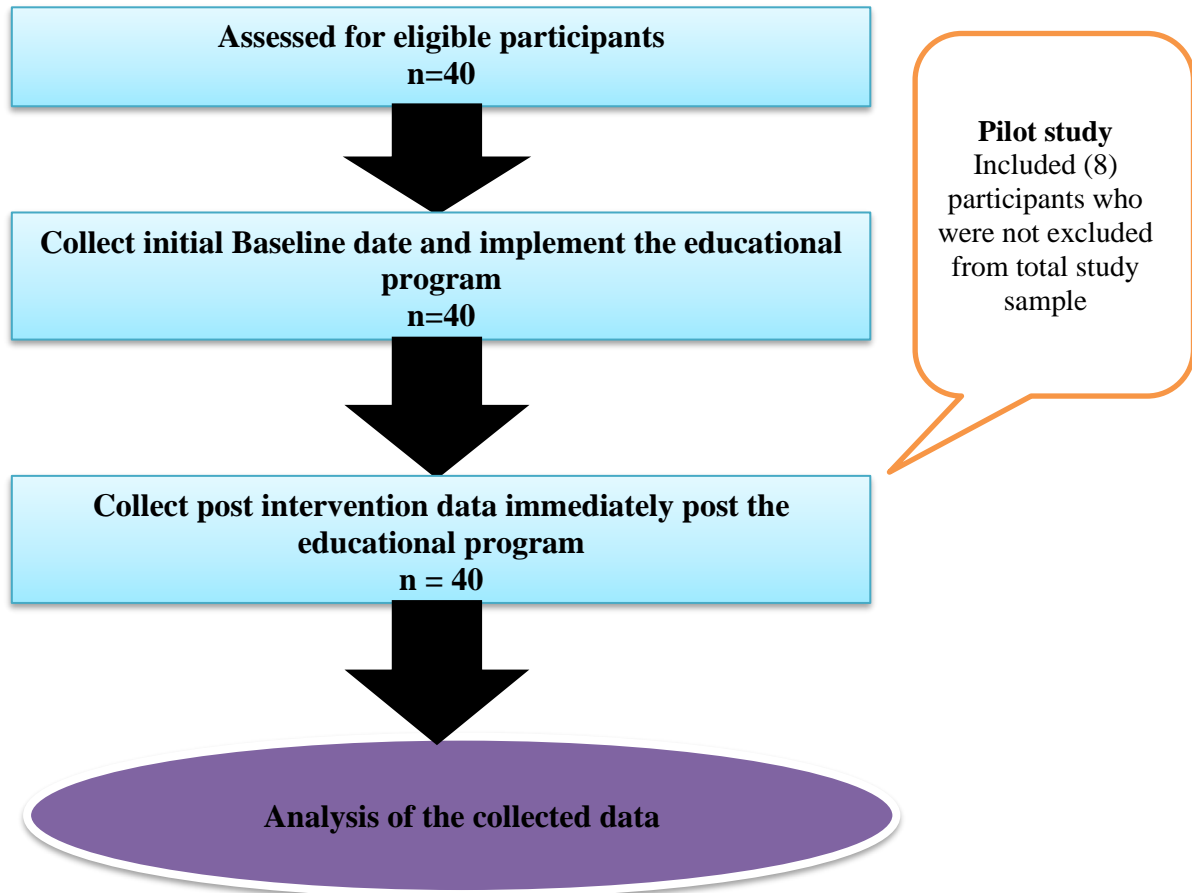 Assessed for eligible participants
n=40
Collect initial Baseline date and implement the educational
program
n=40
Collect post intervention data immediately post the
educational program
n = 40
Analysis of the collected data
Pilot study
Included (8)
participants who
were not excluded
from total study
sample